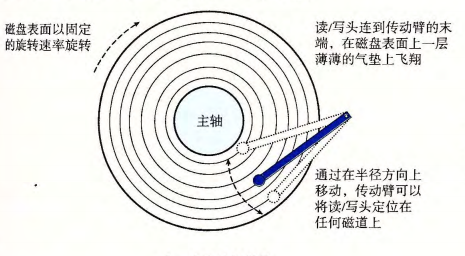 磁盘表面以固定
的旋转速率旋转
读/写头连到传动臂的末
端，在磁盘表面上一层
薄薄的气垫上飞翔
主轴
通过在半径方向上
移动，传动臂可以
将读/写头定位在
任何磁道上